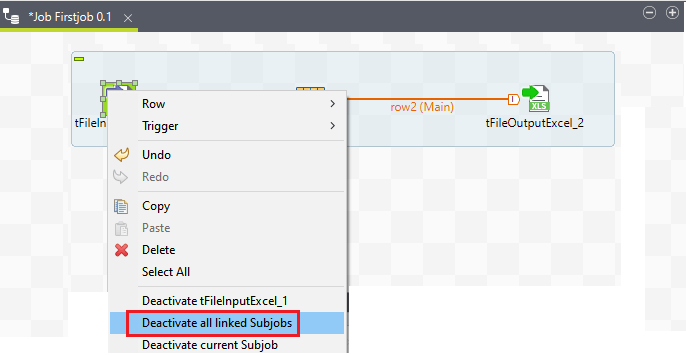 *Job Firstjob 0.1
row2 (Main)
XLS
tFileIn
tFileOutputExcel_2
Row
Trigger
Undo
Redo
Copy
Paste
Delete
Select All
Deactivate tFileInputExcel_1
Deactivate all linked Subjobs
Deactivate current Subjob